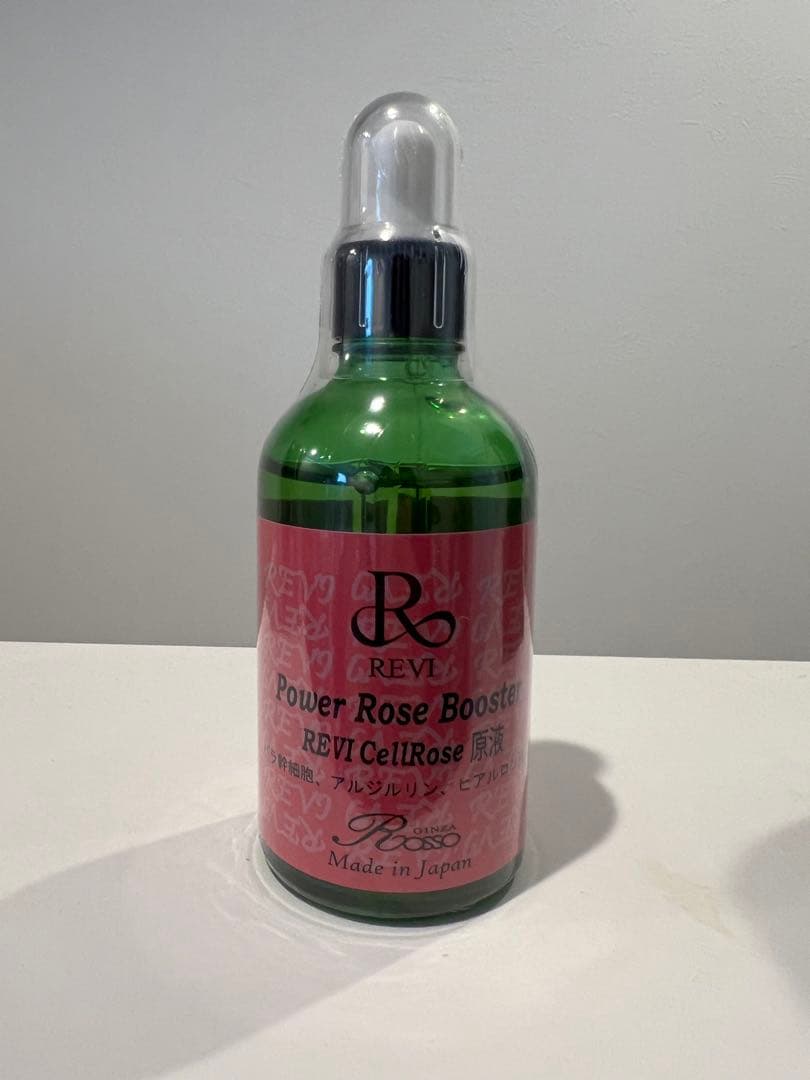 R
REVI
Power Rose Booster
REVI CellRose 原液
バラ幹細胞、アルジルリン、ヒアルロ
GINZA
Rosso
Made in Japan